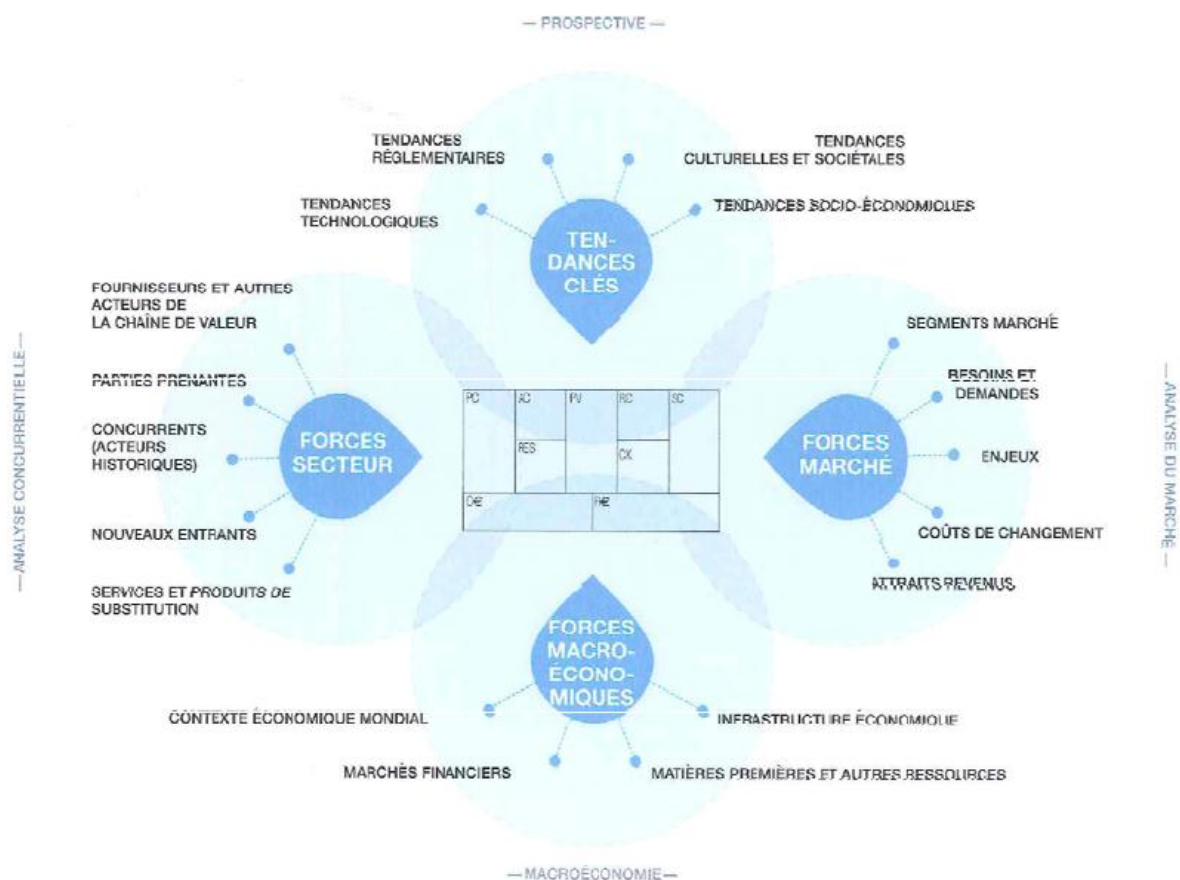 — PROSPECTIVE —
TENDANCES
RÉGLEMENTAIRES
TENDANCES
CULTURELLES ET SOCIÉTALES
TENDANCES
TECHNOLOGIQUES
TENDANCES SOCIO-ÉCONOMIQUES
TEN-
DANCES
CLÉS
— ANALYSE CONCURRENTIELLE —
FOURNISSEURS ET AUTRES
ACTEURS DE
LA CHAÎNE DE VALEUR
PARTIES PRENANTES
CONCURRENTS
(ACTEURS
HISTORIQUES)
NOUVEAUX ENTRANTS
SERVICES ET PRODUITS DE
SUBSTITUTION
FORCES
SECTEUR
PC
AC
PV
RC
SC
RES
CX
C/€
R/€
FORCES
MARCHÉ
SEGMENTS MARCHÉ
BESOINS ET
DEMANDES
ENJEUX
COÛTS DE CHANGEMENT
ATTRAITS REVENUS
— ANALYSE DU MARCHÉ —
FORCES
MACRO-
ÉCONO-
MIQUES
CONTEXTE ÉCONOMIQUE MONDIAL
INFRASTRUCTURE ÉCONOMIQUE
MARCHÉS FINANCIERS
MATIÈRES PREMIÈRES ET AUTRES RESSOURCES
— MACROÉCONOMIE —